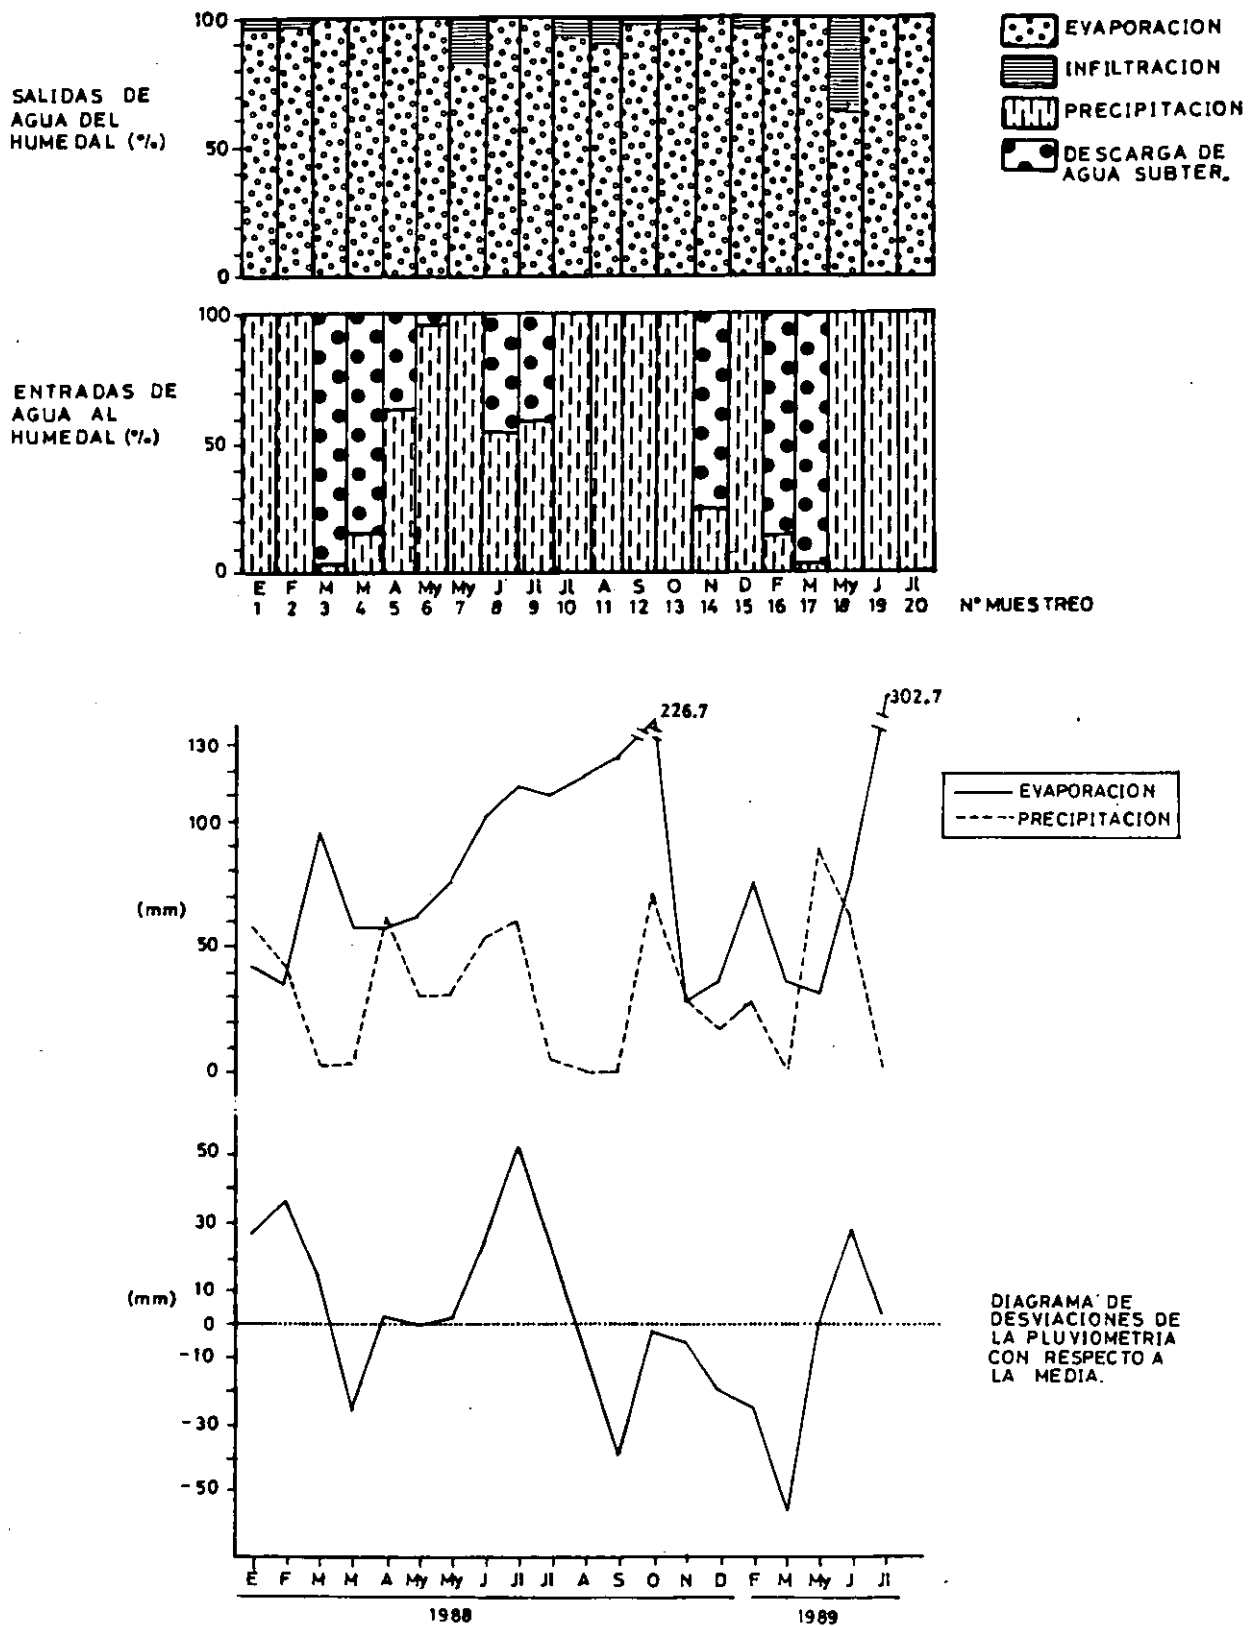 100
50
0
SALIDAS DE
AGUA DEL
HUMEDAL (%)
EVAPORACION
INFILTRACION
PRECIPITACION
DESCARGA DE
AGUA SUBTER.
100
50
0
ENTRADAS DE
AGUA AL
HUMEDAL (%)
E F M M A My My J Jl Jl A S O N D F M My J Jl
1 2 3 4 5 6 7 8 9 10 11 12 13 14 15 16 17 18 19 20 N° MUESTREO
226.7
302.7
130
100
(mm)
50
0
EVAPORACION
PRECIPITACION
50
30
10
(mm)
0
-10
-30
-50
DIAGRAMA DE
DESVIACIONES DE
LA PLUVIOMETRIA
CON RESPECTO A
LA MEDIA.
E F M M A My My J Jl Jl A S O N D F M My J Jl
1988 1989